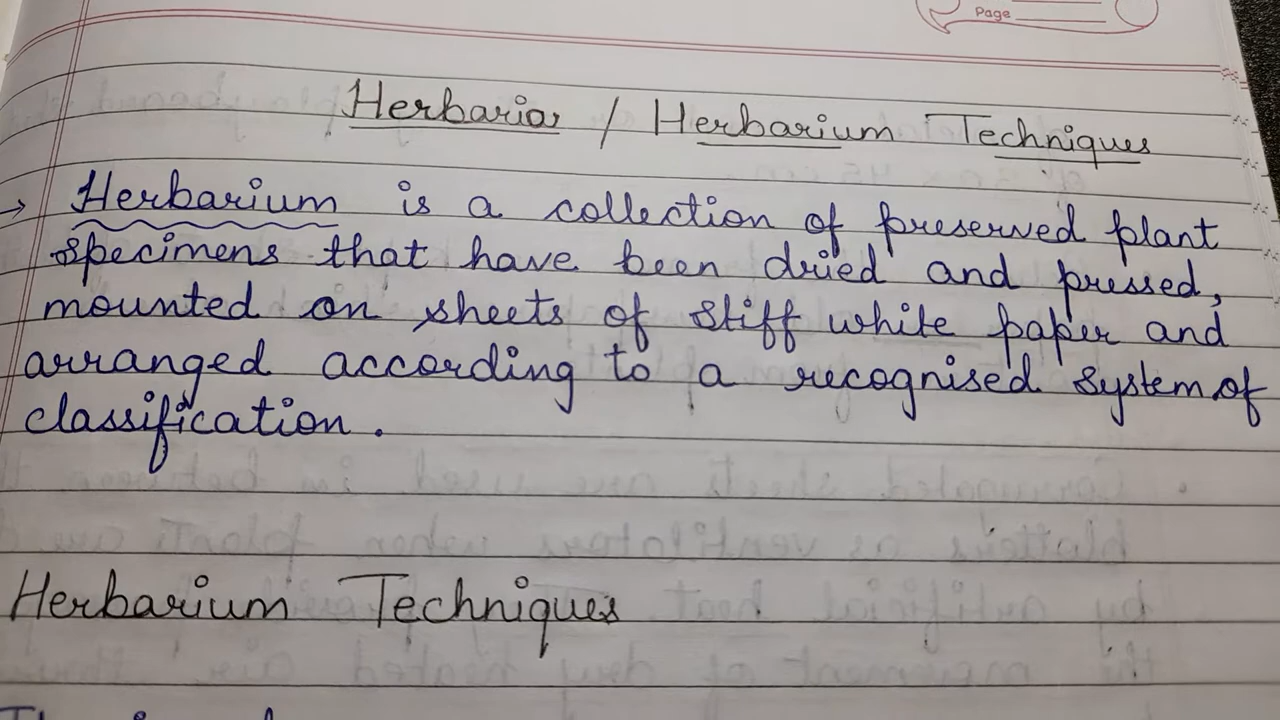 Page
Herbaria / Herbarium Techniques
→ Herbarium is a collection of preserved plant
specimens that have been dried and pressed,
mounted on sheets of stiff white paper and
arranged according to a recognised system of
classification.
Herbarium Techniques